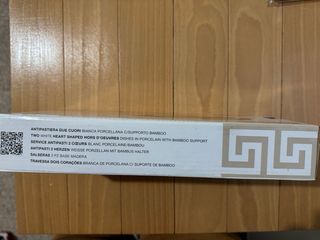 ANTIPASTIERA DUE CUORI BIANCA PORCELLANA C/SUPPORTO BAMBOO
TWO WHITE HEART SHAPED HORS D'OEUVRES DISHES IN PORCELAIN WITH BAMBOO SUPPORT
SERVICE ANTIPASTI 2 CŒURS BLANC PORCELAINE/BAMBOU
ANTIPASTI 2 HERZEN WEISSE PORZELLAN MIT BAMBUS HALTER
SALSERAS 2 PZ BASE MADERA
TRAVESSA DOIS CORAÇÕES BRANCA DE PORCELANA C/ SUPORTE DE BAMBOO